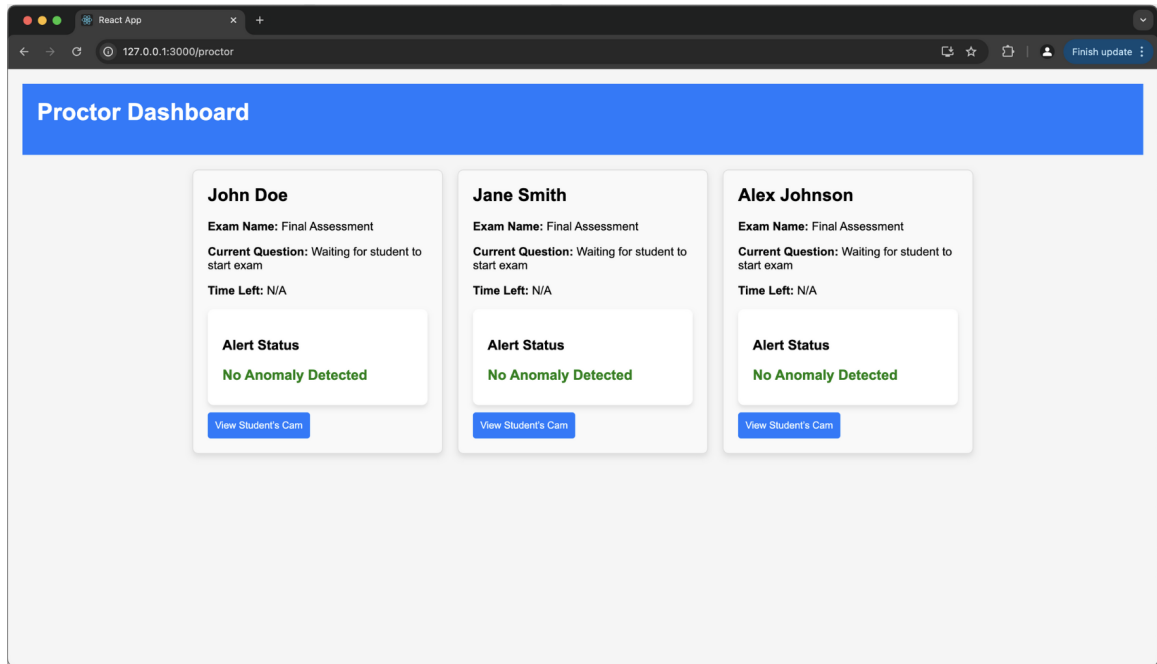 React App
127.0.0.1:3000/proctor
Finish update
Proctor Dashboard
John Doe
Exam Name: Final Assessment
Current Question: Waiting for student to
start exam
Time Left: N/A
Alert Status
No Anomaly Detected
View Student's Cam
Jane Smith
Exam Name: Final Assessment
Current Question: Waiting for student to
start exam
Time Left: N/A
Alert Status
No Anomaly Detected
View Student's Cam
Alex Johnson
Exam Name: Final Assessment
Current Question: Waiting for student to
start exam
Time Left: N/A
Alert Status
No Anomaly Detected
View Student's Cam